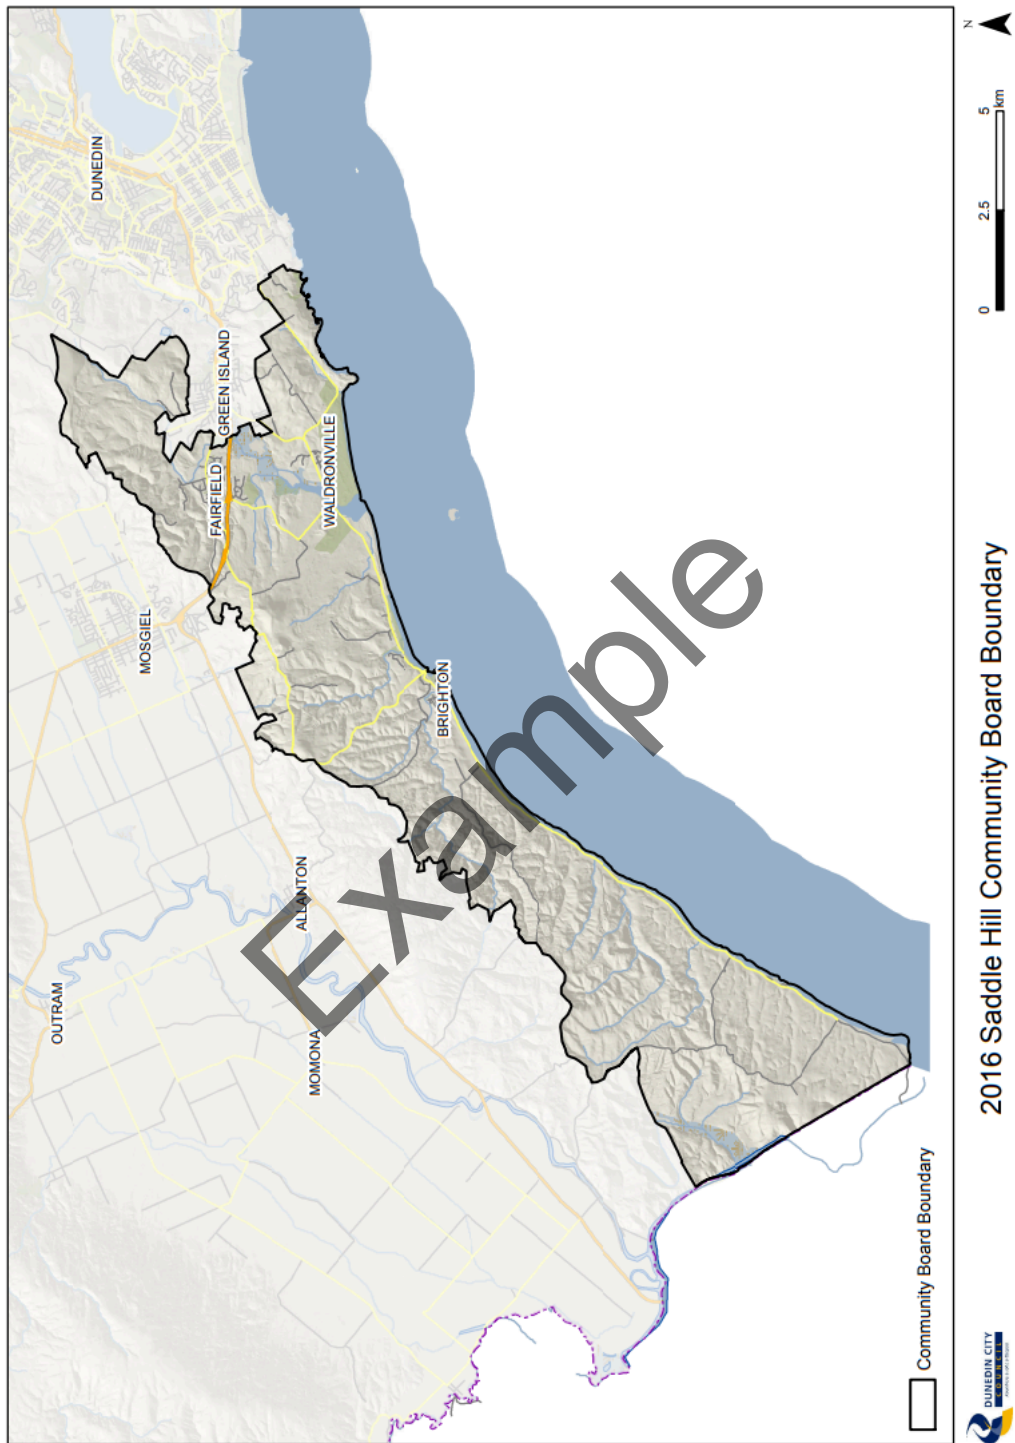 DUNEDIN
GREEN ISLAND
FAIRFIELD
WALDRONVILLE
MOSGIEL
BRIGHTON
ALLANTON
OUTRAM
MOMONA
Example
Community Board Boundary
2016 Saddle Hill Community Board Boundary
0 2.5 5
km
N
DUNEDIN CITY
COUNCIL